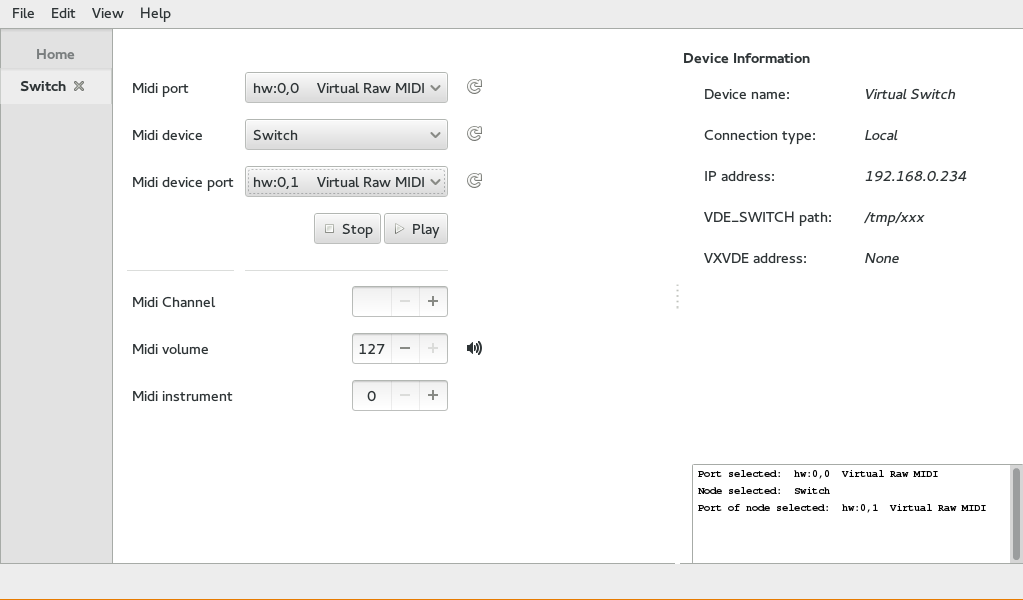 File Edit View Help
Home
Switch
Midi port hw:0,0 Virtual Raw MIDI
Midi device Switch
Midi device port hw:0,1 Virtual Raw MIDI
Stop Play
Midi Channel
Midi volume 127
Midi instrument 0
Device Information
Device name: Virtual Switch
Connection type: Local
IP address: 192.168.0.234
VDE_SWITCH path: /tmp/xxx
VXVDE address: None
Port selected: hw:0,0 Virtual Raw MIDI
Node selected: Switch
Port of node selected: hw:0,1 Virtual Raw MIDI